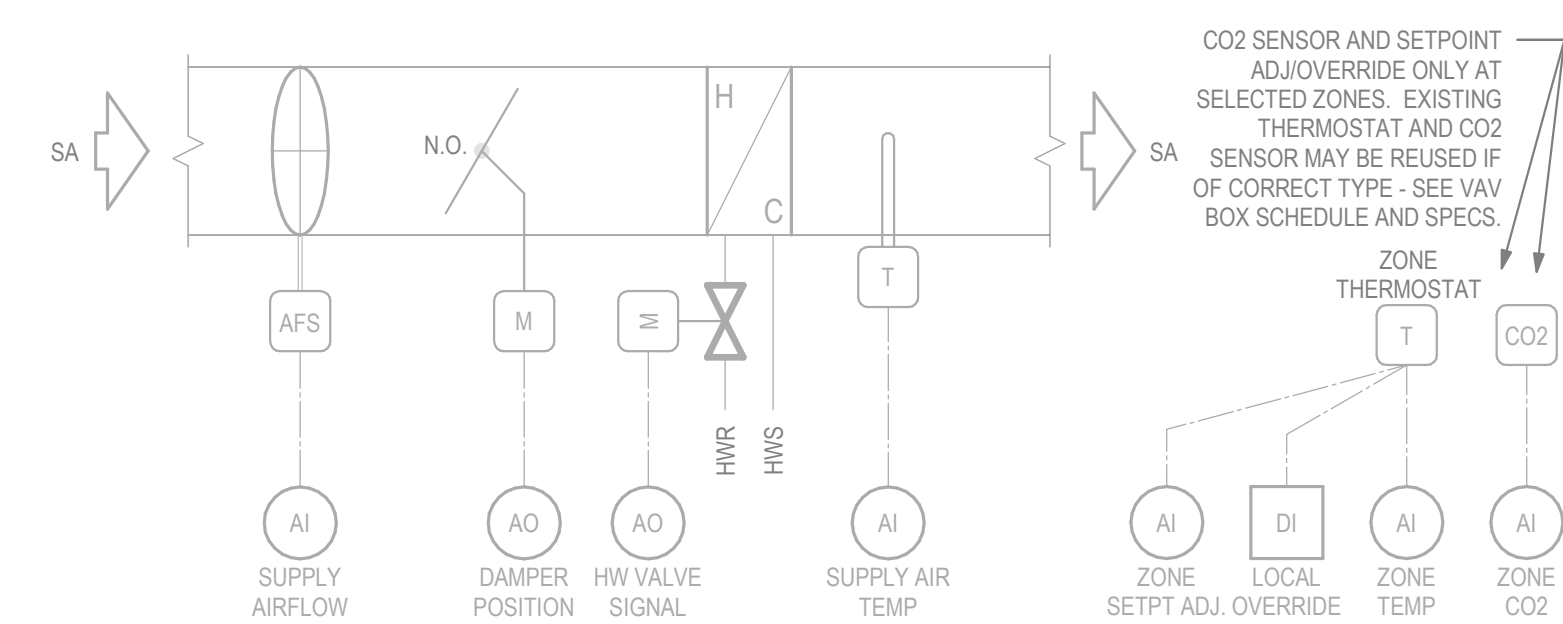 CO2 SENSOR AND SETPOINT
ADJ/OVERRIDE ONLY AT
SELECTED ZONES. EXISTING
THERMOSTAT AND CO2
SENSOR MAY BE REUSED IF
OF CORRECT TYPE - SEE VAV
BOX SCHEDULE AND SPECS.
SA
N.O.
H
C
SA
ZONE
THERMOSTAT
AFS
M
M
T
T
CO2
HWR
HWS
AI
AO
AO
AI
AI
DI
AI
AI
SUPPLY
AIRFLOW
DAMPER
POSITION
HW VALVE
SIGNAL
SUPPLY AIR
TEMP
ZONE
SETPT ADJ.
LOCAL
OVERRIDE
ZONE
TEMP
ZONE
CO2